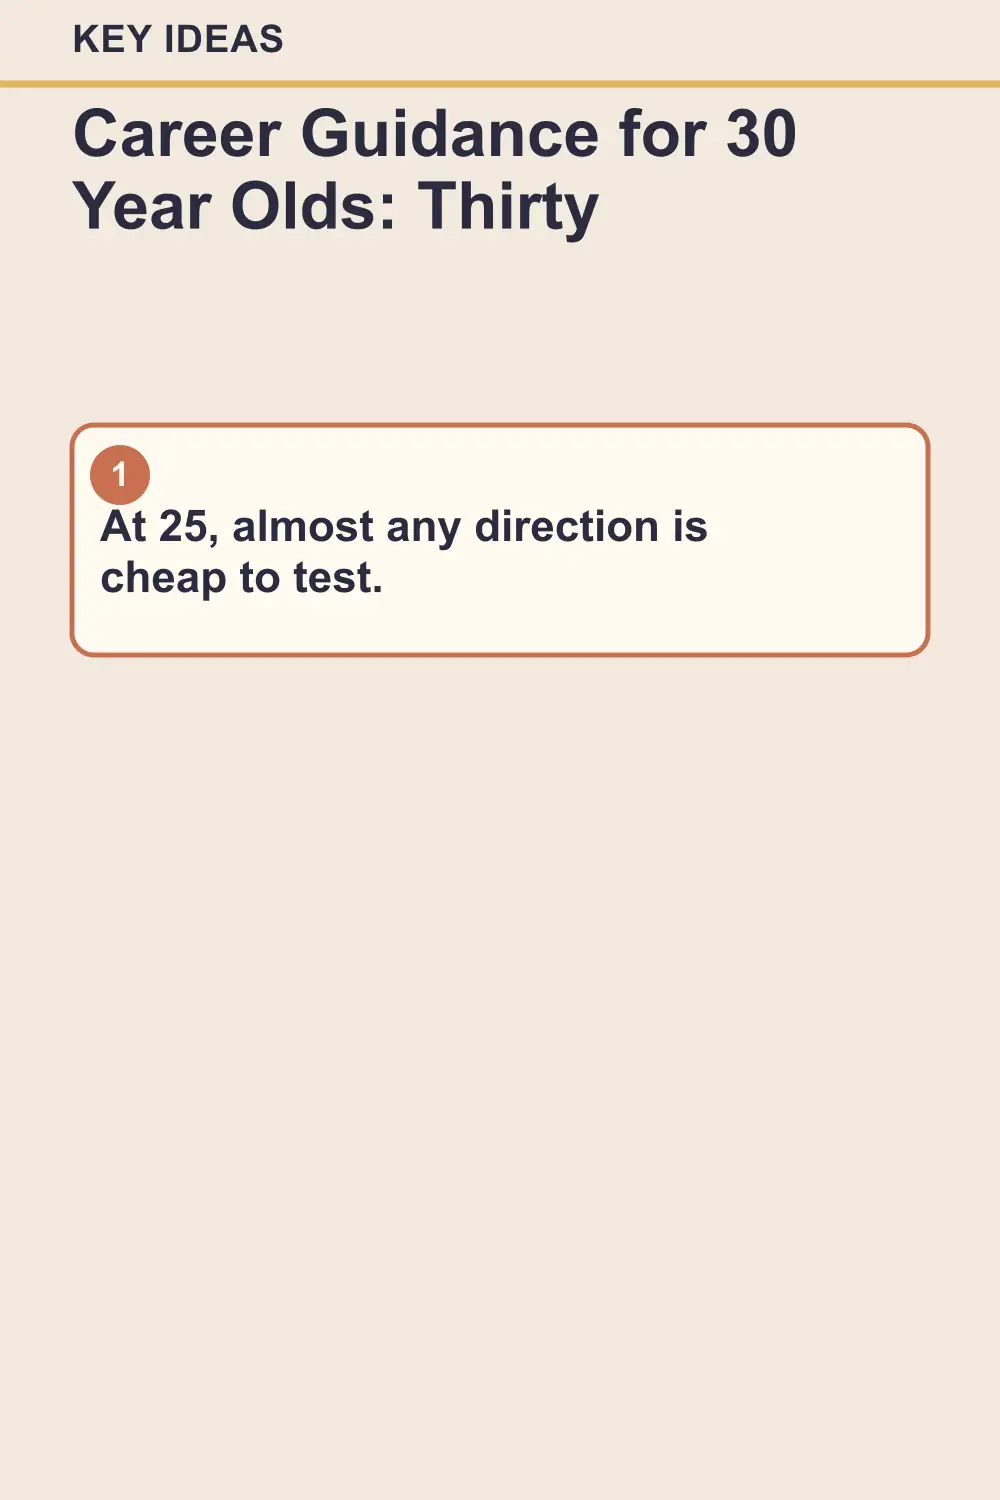 KEY IDEAS
Career Guidance for 30
Year Olds: Thirty
1
At 25, almost any direction is
cheap to test.